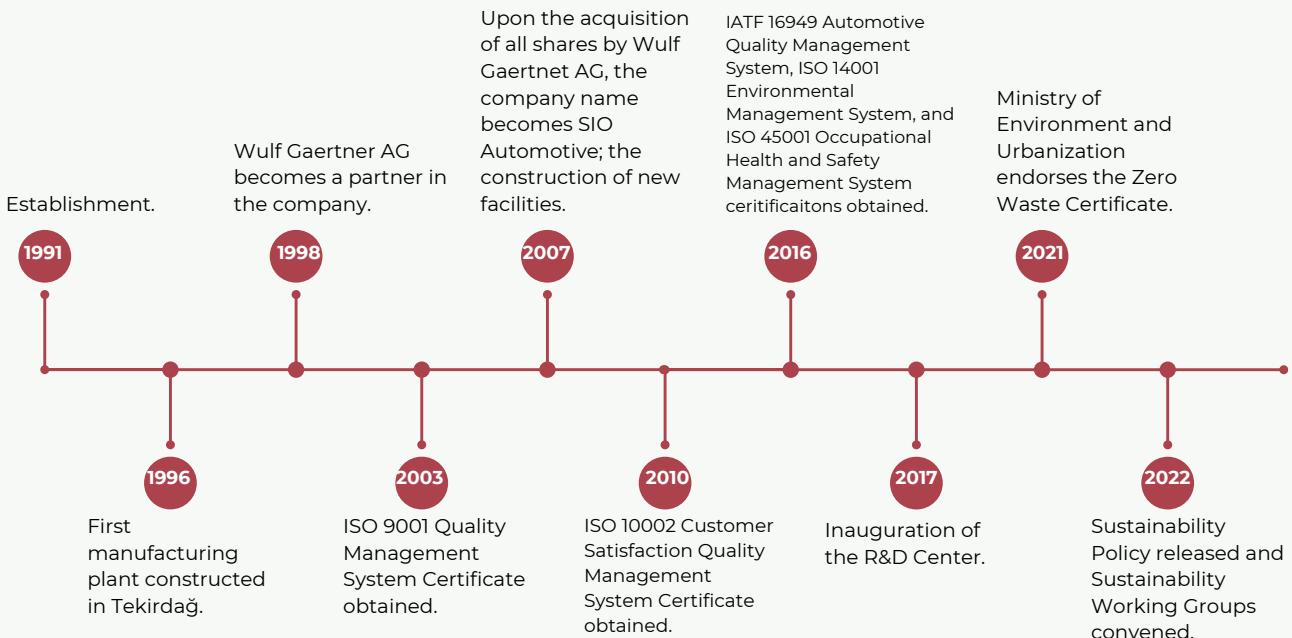 Establishment.
1991
First
manufacturing
plant constructed
in Tekirdağ.
1996
Wulf Gaertner AG
becomes a partner in
the company.
1998
2003
ISO 9001 Quality
Management
System Certificate
obtained.
Upon the acquisition
of all shares by Wulf
Gaertnet AG, the
company name
becomes SIO
Automotive; the
construction of new
facilities.
2007
2010
ISO 10002 Customer
Satisfaction Quality
Management
System Certificate
obtained.
IATF 16949 Automotive
Quality Management
System, ISO 14001
Environmental
Management System, and
ISO 45001 Occupational
Health and Safety
Management System
ceritificaitons obtained.
2016
2017
Inauguration of
the R&D Center.
Ministry of
Environment and
Urbanization
endorses the Zero
Waste Certificate.
2021
2022
Sustainability
Policy released and
Sustainability
Working Groups
convened.